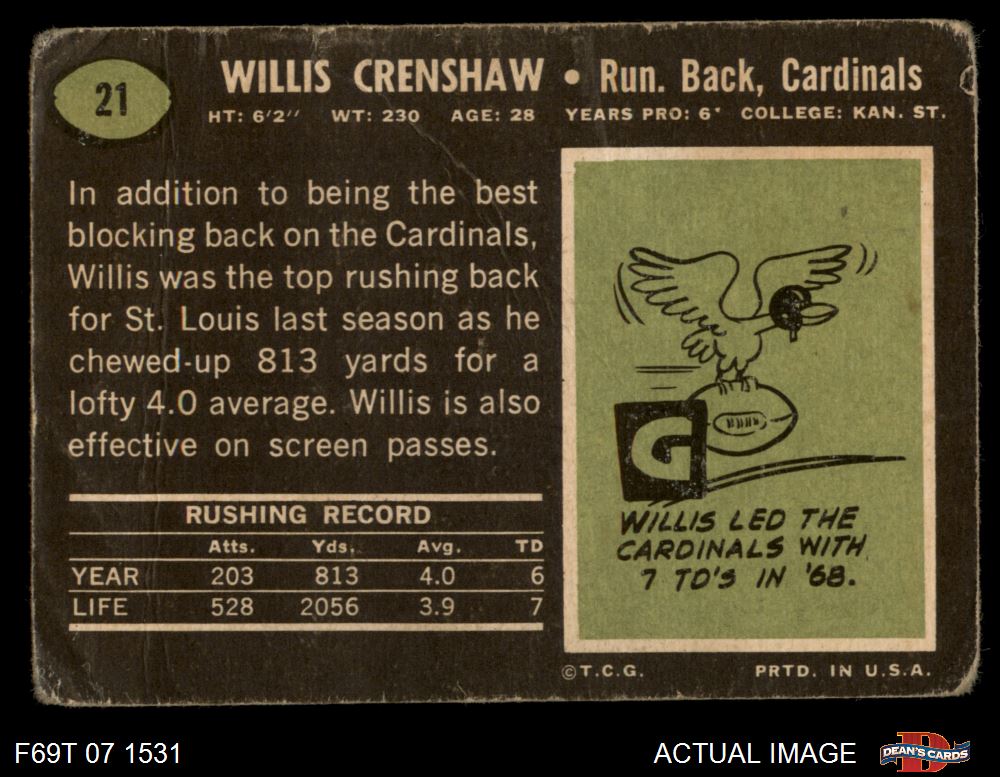 21
WILLIS CRENSHAW • Run. Back, Cardinals
HT: 6'2" WT: 230 AGE: 28 YEARS PRO: 6* COLLEGE: KAN. ST.
In addition to being the best
blocking back on the Cardinals,
Willis was the top rushing back
for St. Louis last season as he
chewed-up 813 yards for a
lofty 4.0 average. Willis is also
effective on screen passes.
RUSHING RECORD
Atts. Yds. Avg. TD
YEAR 203 813 4.0 6
LIFE 528 2056 3.9 7
G
WILLIS LED THE
CARDINALS WITH
7 TD'S IN '68.
©T.C.G. PRTD. IN U.S.A.
F69T 07 1531
ACTUAL IMAGE
D
DEAN'S CARDS